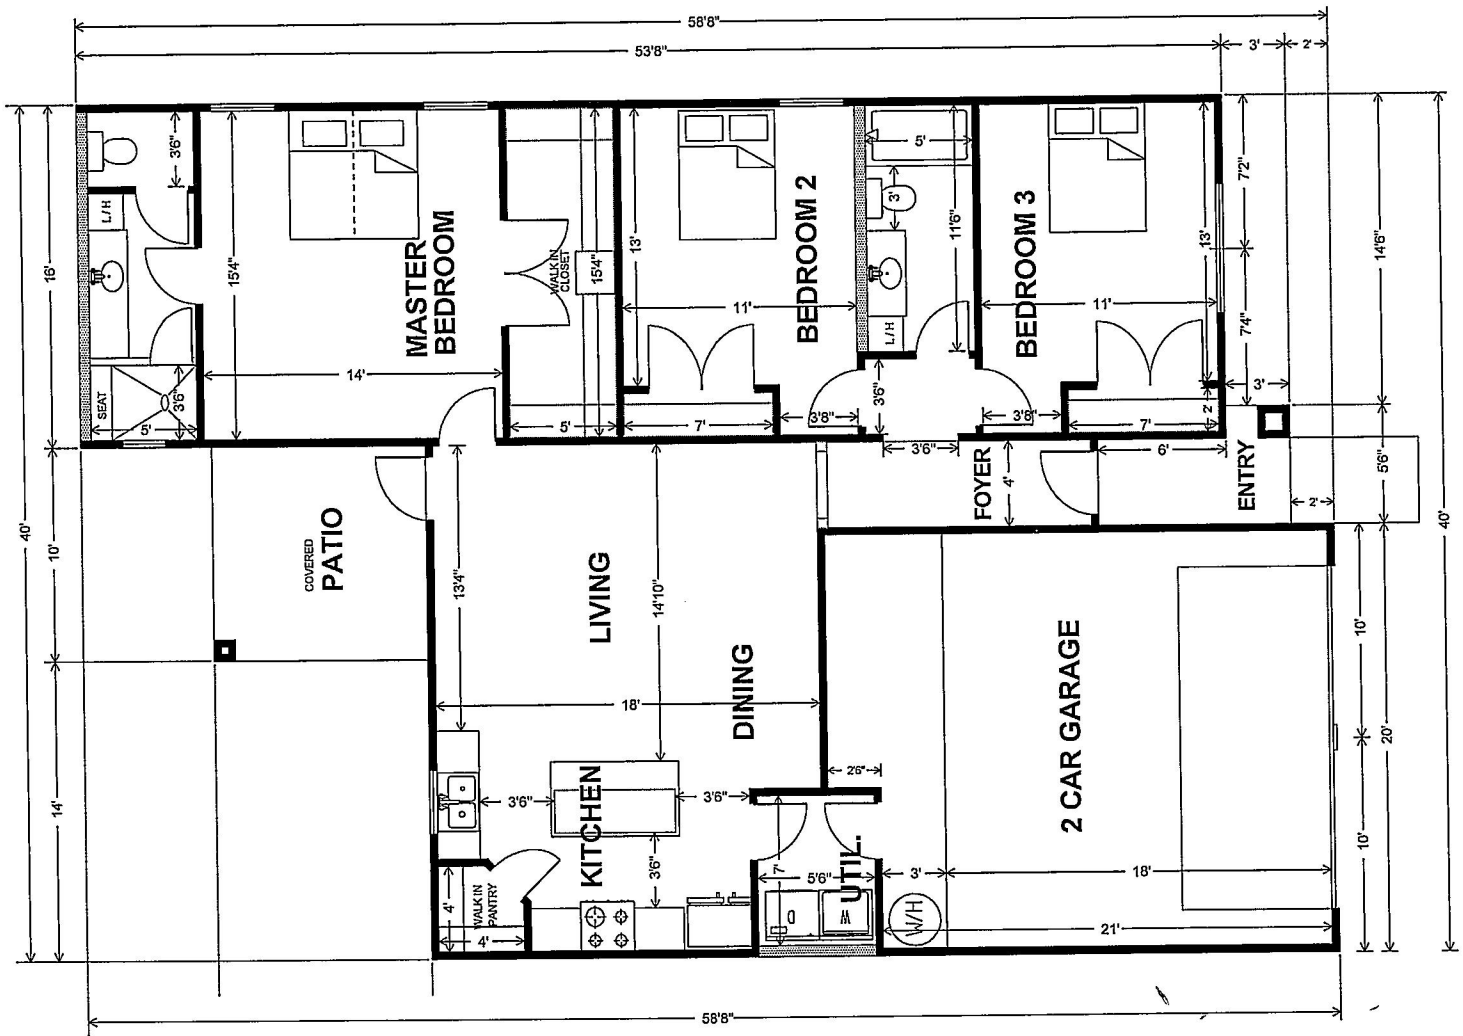 58'8"
53'8"
3'
2'
3'6"
5'
7'2"
L/H
3'
MASTER
BEDROOM
BEDROOM 2
BEDROOM 3
16'
15'4"
WALK IN
CLOSET
15'4"
13'
11'6"
13'
14'6"
11'
11'
L/H
7'4"
14'
SEAT
3'6"
3'6"
3'
2'
5'
5'
7'
3'8"
3'8"
7'
3'6"
6'
FOYER
4'
ENTRY
5'6"
2'
40'
40'
10'
COVERED
PATIO
13'4"
LIVING
14'10"
DINING
18'
2 CAR GARAGE
10'
20'
2'6"
14'
3'6"
3'6"
KITCHEN
3'6"
7'
5'6"
UTIL.
3'
18'
10'
4'
WALK IN
PANTRY
4'
D
W
W/H
21'
58'8"